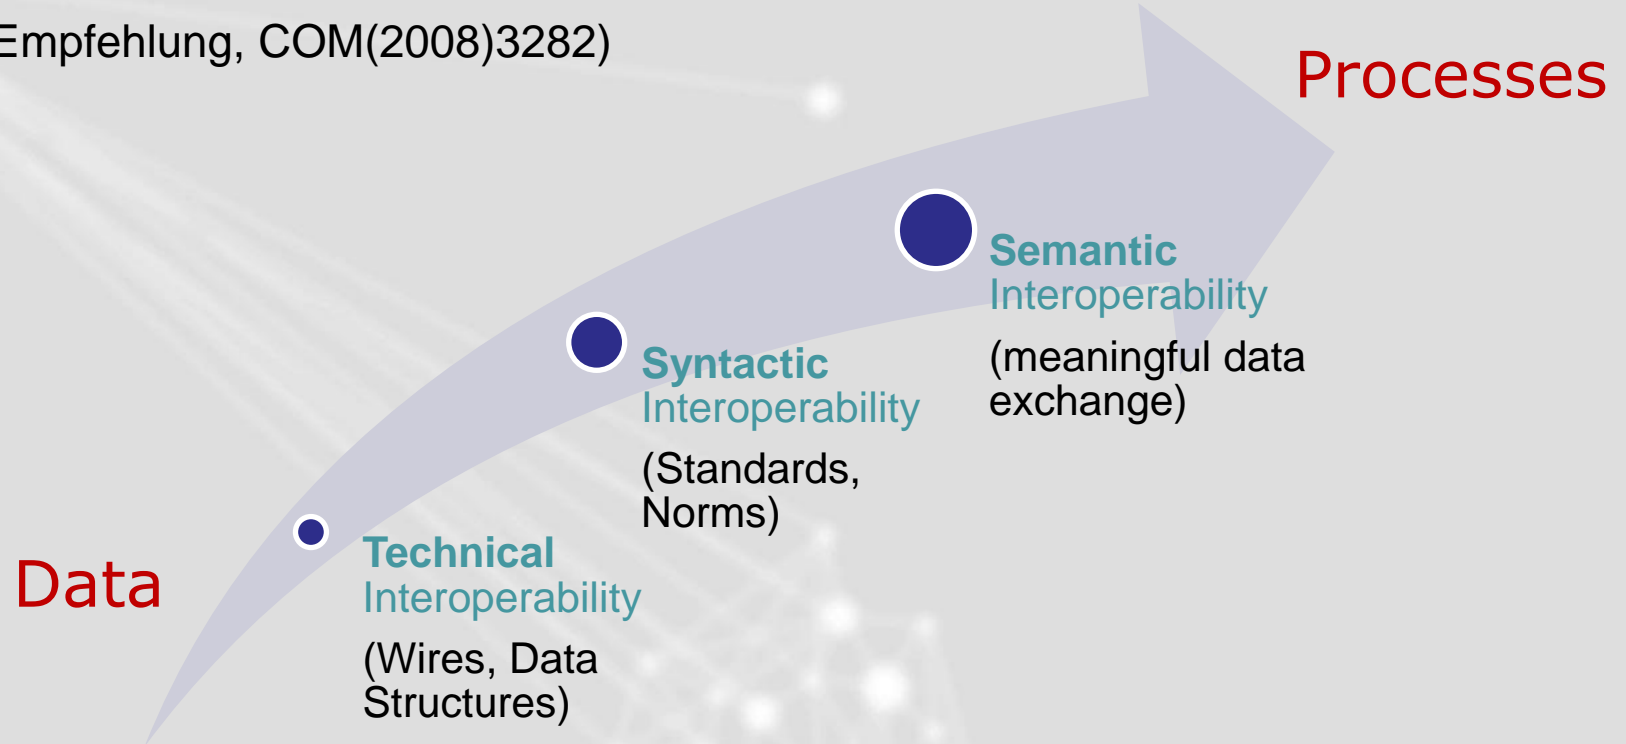 Empfehlung, COM(2008)3282)
Processes
Semantic
Interoperability
(meaningful data
exchange)
Syntactic
Interoperability
(Standards,
Norms)
Data
Technical
Interoperability
(Wires, Data
Structures)